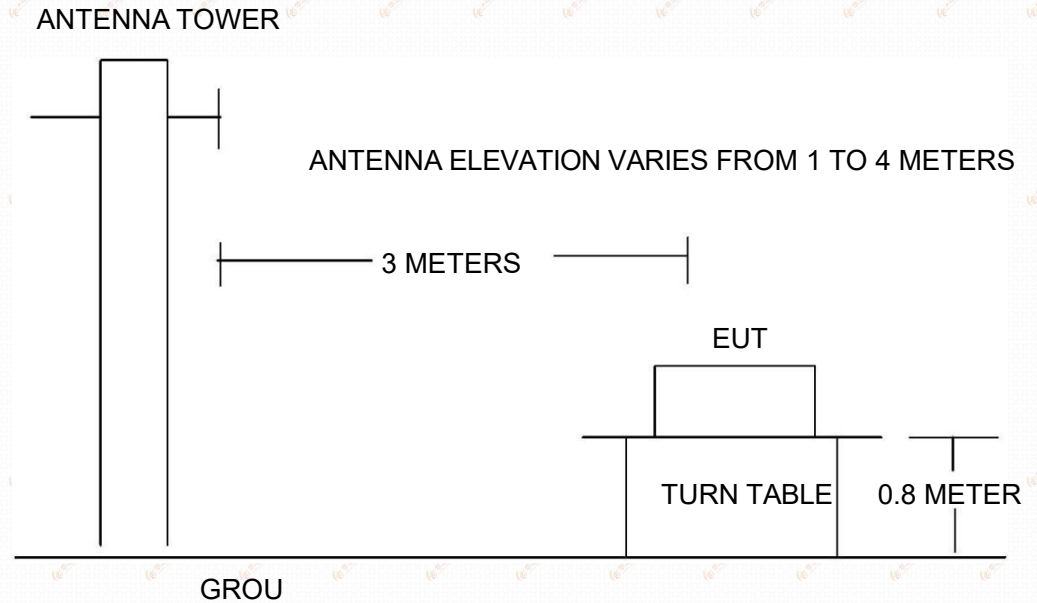 ANTENNA TOWER
ANTENNA ELEVATION VARIES FROM 1 TO 4 METERS
3 METERS
EUT
TURN TABLE
0.8 METER
GROU